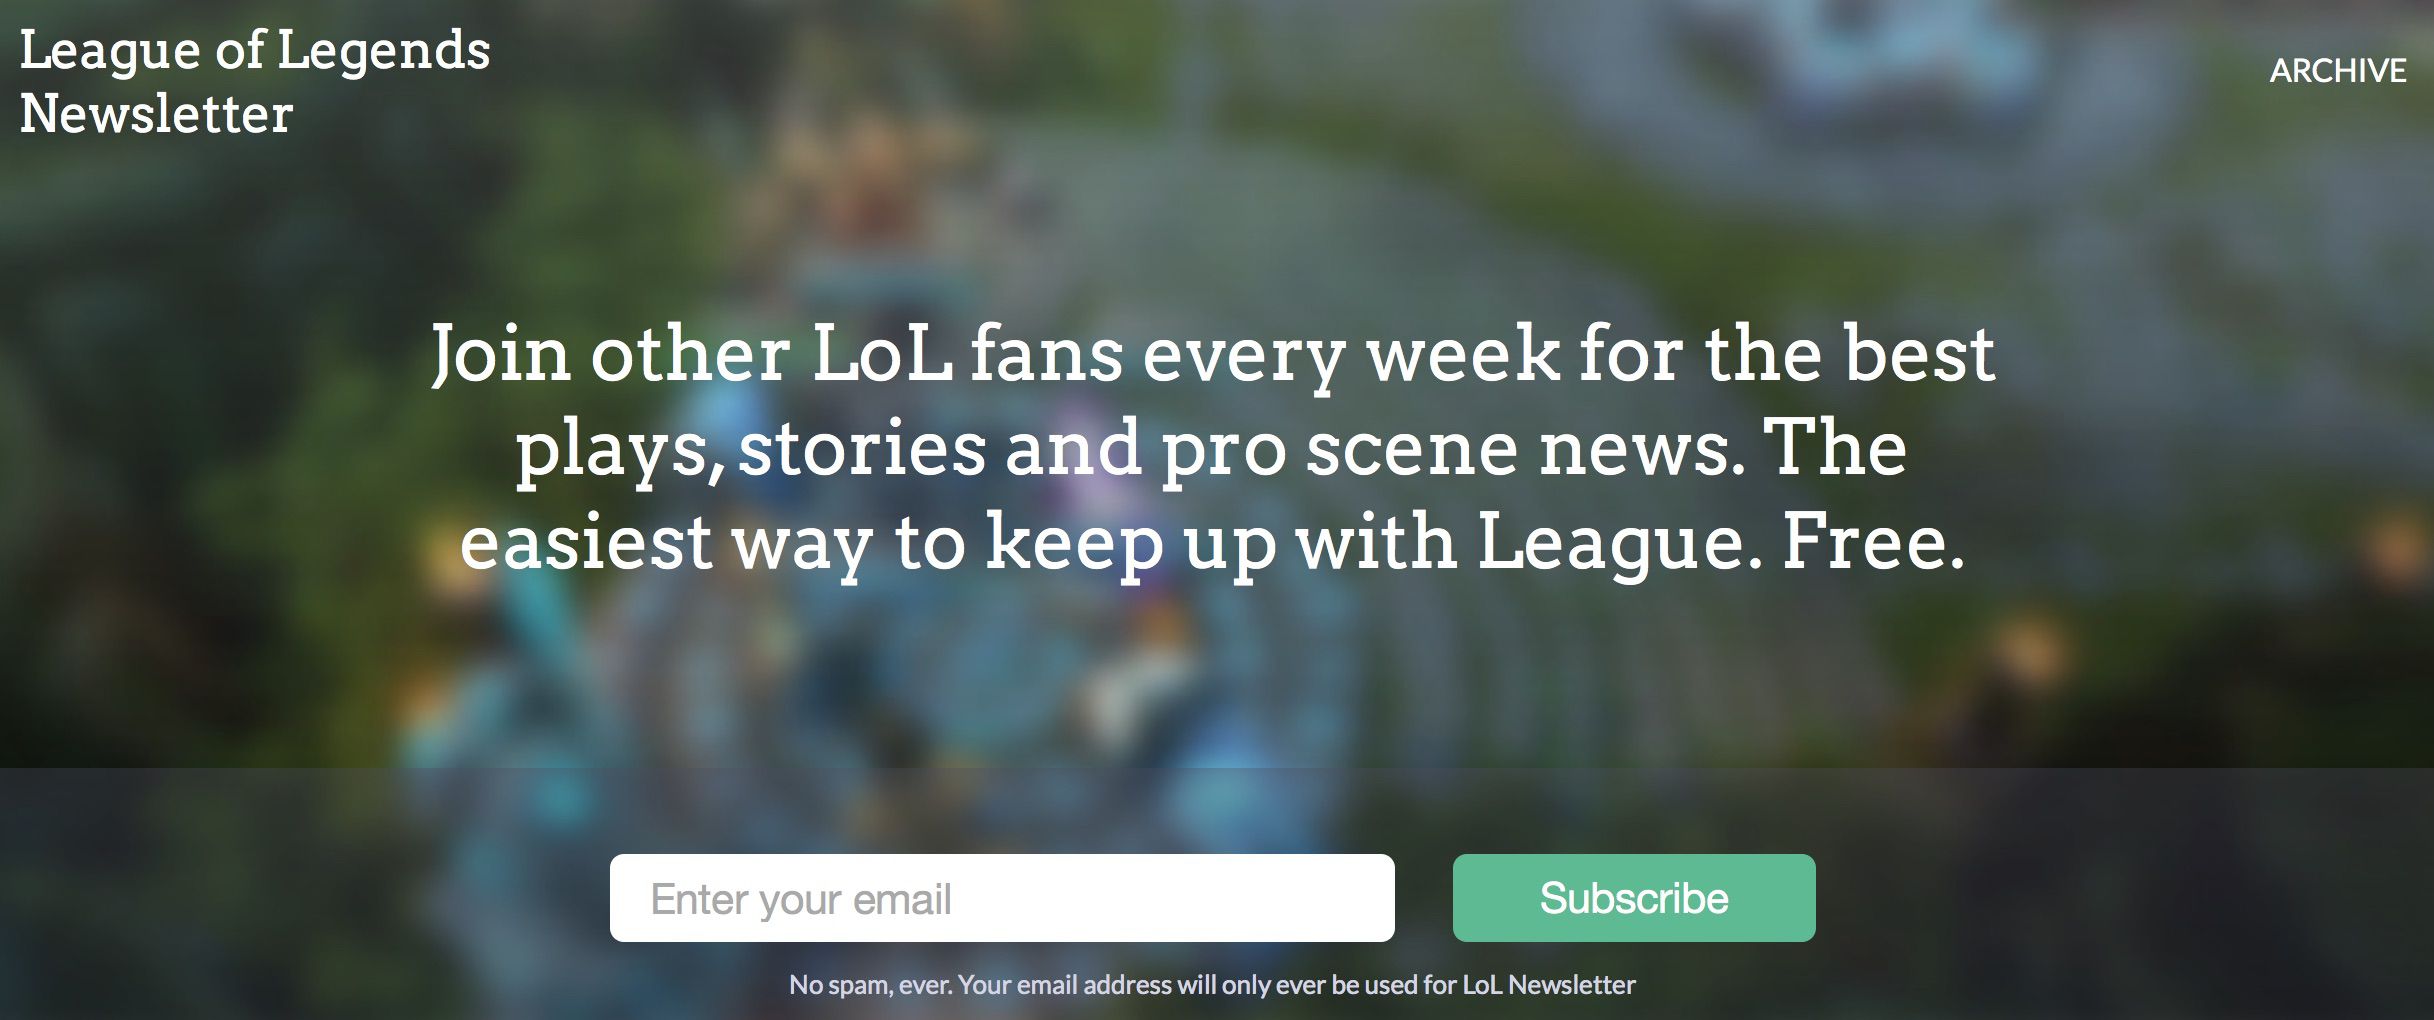 League of Legends
Newsletter
ARCHIVE
Join other LoL fans every week for the best
plays, stories and pro scene news. The
easiest way to keep up with League. Free.
Enter your email
Subscribe
No spam, ever. Your email address will only ever be used for LoL Newsletter